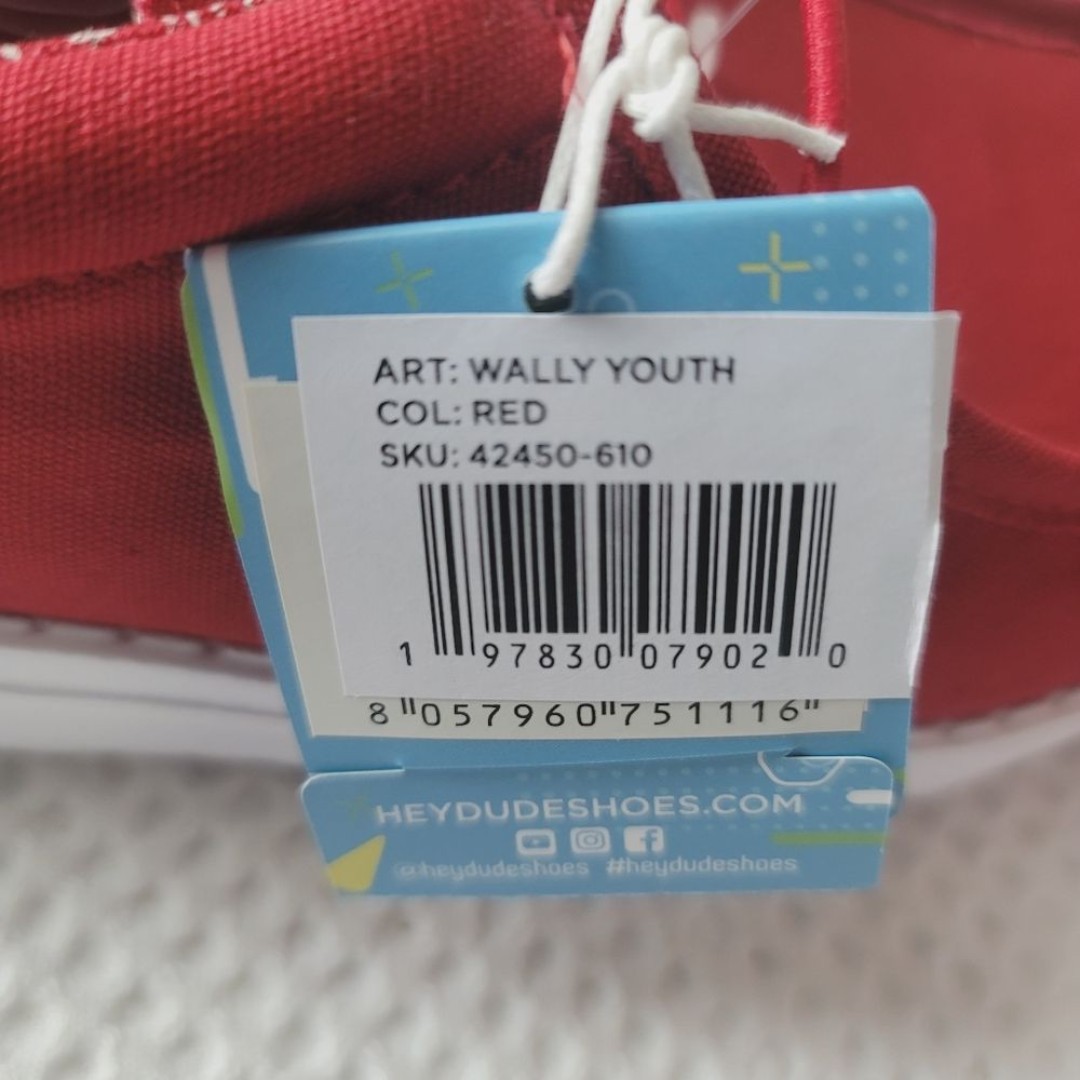 ART: WALLY YOUTH
COL: RED
SKU: 42450-610
1 97830 07902 0
8 057960 751116
HEYDUDESHOES.COM
@heydudeshoes #heydudeshoes